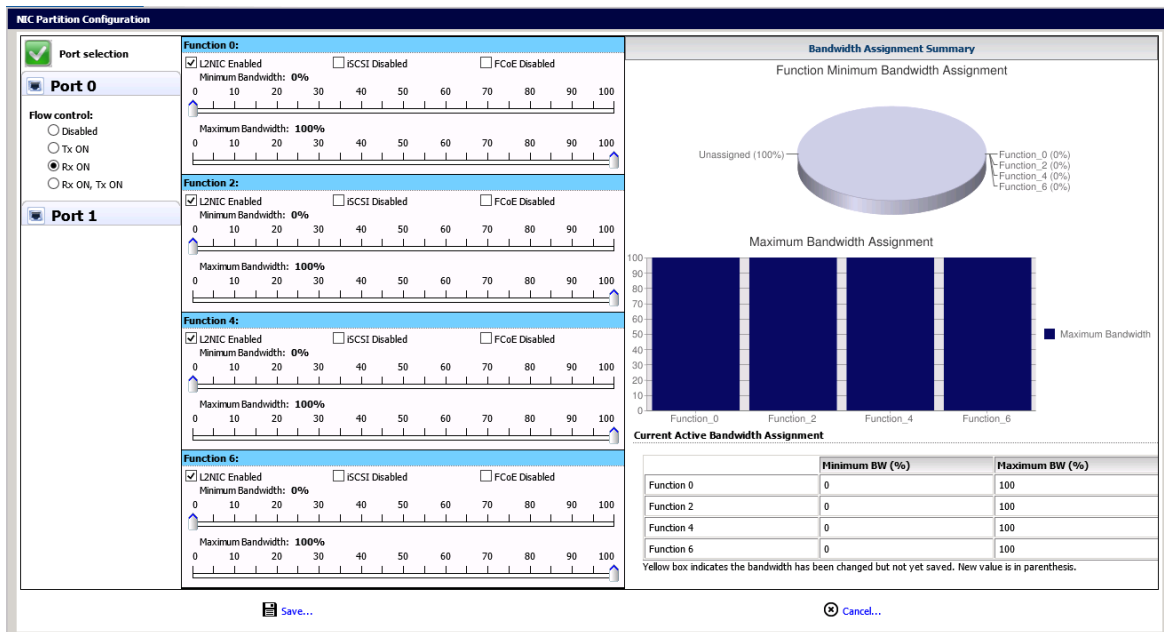 NIC Partition Configuration
Port selection
Port 0
Flow control:
Disabled
Tx ON
Rx ON
Rx ON, Tx ON
Port 1
Function 0:
L2NIC Enabled iSCSI Disabled FCoE Disabled
Minimum Bandwidth: 0%
0 10 20 30 40 50 60 70 80 90 100
Maximum Bandwidth: 100%
0 10 20 30 40 50 60 70 80 90 100
Function 2:
L2NIC Enabled iSCSI Disabled FCoE Disabled
Minimum Bandwidth: 0%
0 10 20 30 40 50 60 70 80 90 100
Maximum Bandwidth: 100%
0 10 20 30 40 50 60 70 80 90 100
Function 4:
L2NIC Enabled iSCSI Disabled FCoE Disabled
Minimum Bandwidth: 0%
0 10 20 30 40 50 60 70 80 90 100
Maximum Bandwidth: 100%
0 10 20 30 40 50 60 70 80 90 100
Function 6:
L2NIC Enabled iSCSI Disabled FCoE Disabled
Minimum Bandwidth: 0%
0 10 20 30 40 50 60 70 80 90 100
Maximum Bandwidth: 100%
0 10 20 30 40 50 60 70 80 90 100
Bandwidth Assignment Summary
Function Minimum Bandwidth Assignment
Unassigned (100%)
Function_0 (0%)
Function_2 (0%)
Function_4 (0%)
Function_6 (0%)
Maximum Bandwidth Assignment
100
90
80
70
60
50
40
30
20
10
0
Function_0 Function_2 Function_4 Function_6
Maximum Bandwidth
Current Active Bandwidth Assignment
Minimum BW (%) Maximum BW (%)
Function 0 0 100
Function 2 0 100
Function 4 0 100
Function 6 0 100
Yellow box indicates the bandwidth has been changed but not yet saved. New value is in parenthesis.
Save... Cancel...